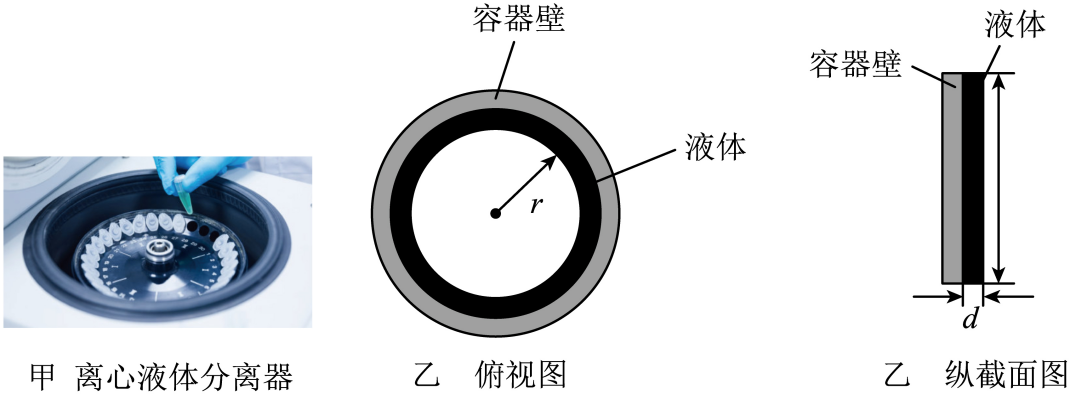 容器壁
液体
r
甲 离心液体分离器
乙 俯视图
液体
容器壁
d
乙 纵截面图